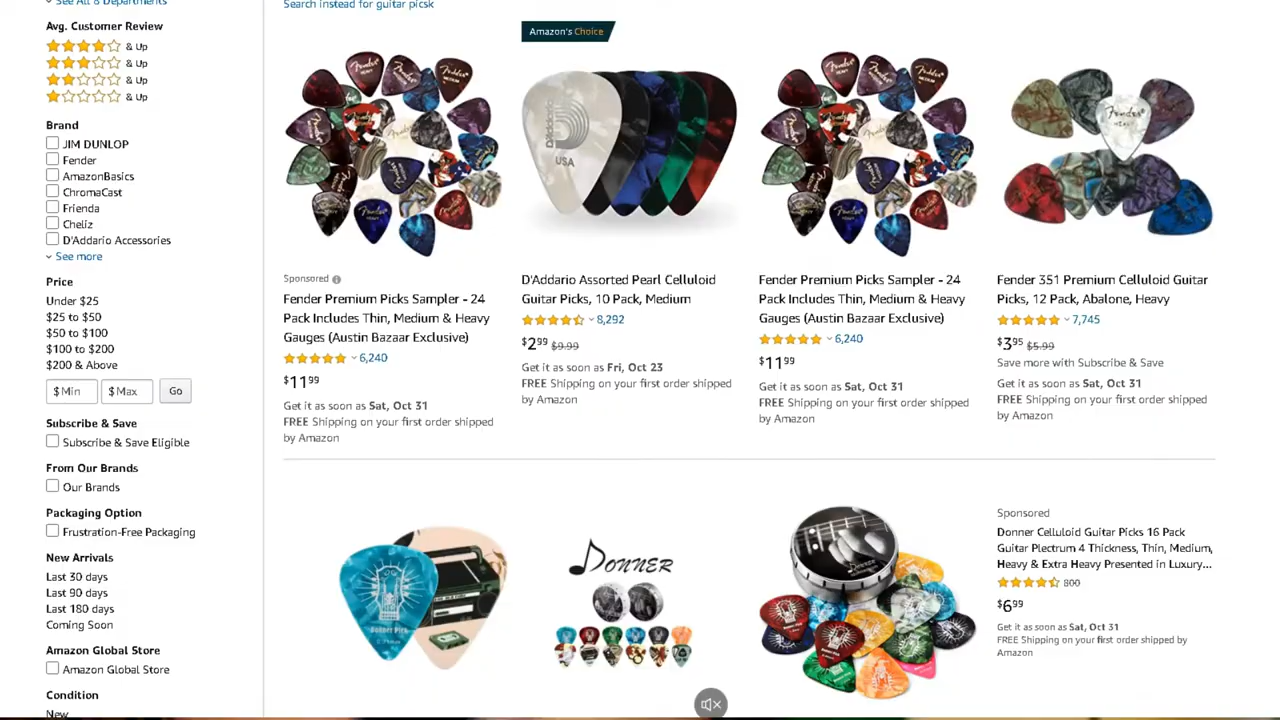 See All 8 Departments
Avg. Customer Review
& Up
& Up
& Up
& Up
Brand
JIM DUNLOP
Fender
AmazonBasics
ChromaCast
Frienda
Cheliz
D'Addario Accessories
See more
Price
Under $25
$25 to $50
$50 to $100
$100 to $200
$200 & Above
$ Min
$ Max
Go
Subscribe & Save
Subscribe & Save Eligible
From Our Brands
Our Brands
Packaging Option
Frustration-Free Packaging
New Arrivals
Last 30 days
Last 90 days
Last 180 days
Coming Soon
Amazon Global Store
Amazon Global Store
Condition
New
Search instead for guitar picsk
Sponsored
Fender Premium Picks Sampler - 24
Pack Includes Thin, Medium & Heavy
Gauges (Austin Bazaar Exclusive)
6,240
$11 99
Get it as soon as Sat, Oct 31
FREE Shipping on your first order shipped
by Amazon
Amazon's Choice
D'Addario
USA
D'Addario Assorted Pearl Celluloid
Guitar Picks, 10 Pack, Medium
8,292
$2 99 $9.99
Get it as soon as Fri, Oct 23
FREE Shipping on your first order shipped
by Amazon
Fender Premium Picks Sampler - 24
Pack Includes Thin, Medium & Heavy
Gauges (Austin Bazaar Exclusive)
6,240
$11 99
Get it as soon as Sat, Oct 31
FREE Shipping on your first order shipped
by Amazon
Fender
HEAVY
Fender 351 Premium Celluloid Guitar
Picks, 12 Pack, Abalone, Heavy
7,745
$3 95 $5.99
Save more with Subscribe & Save
Get it as soon as Sat, Oct 31
FREE Shipping on your first order shipped
by Amazon
Donner Pick
DONNER
Sponsored
Donner Celluloid Guitar Picks 16 Pack
Guitar Plectrum 4 Thickness, Thin, Medium,
Heavy & Extra Heavy Presented in Luxury...
800
$6 99
Get it as soon as Sat, Oct 31
FREE Shipping on your first order shipped by
Amazon